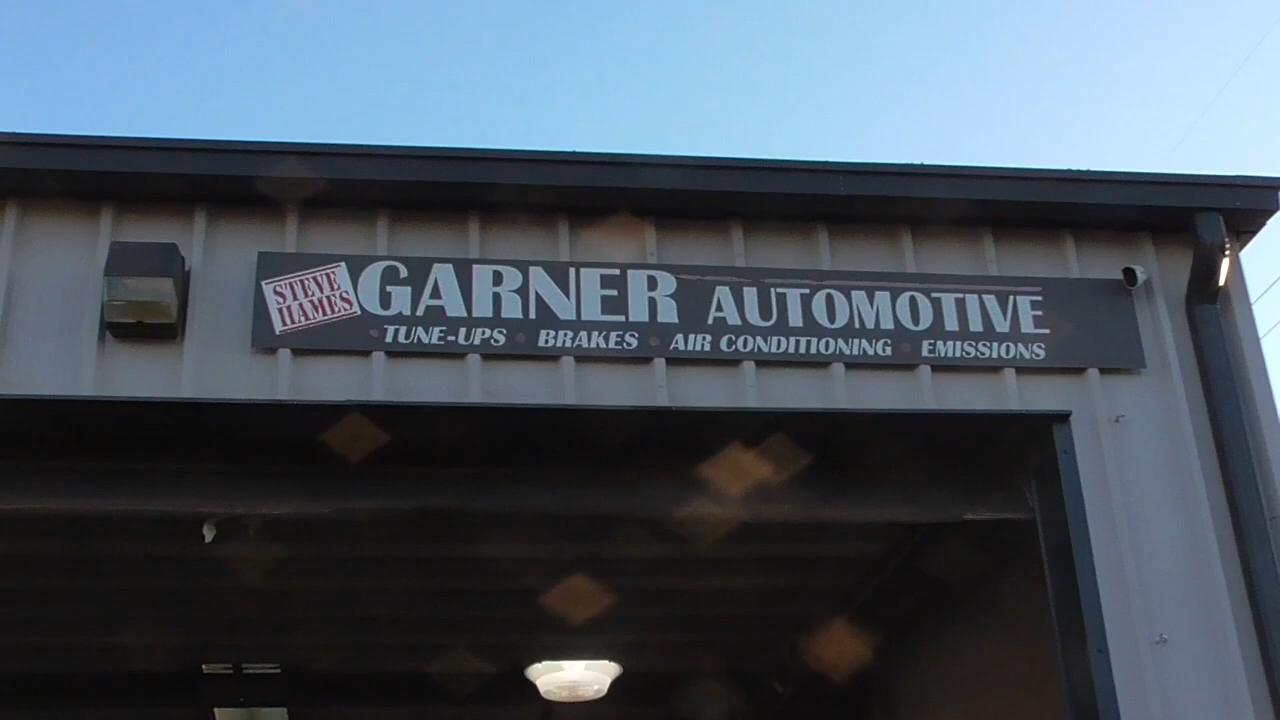 STEVE
HAMES
GARNER AUTOMOTIVE
TUNE-UPS • BRAKES • AIR CONDITIONING • EMISSIONS